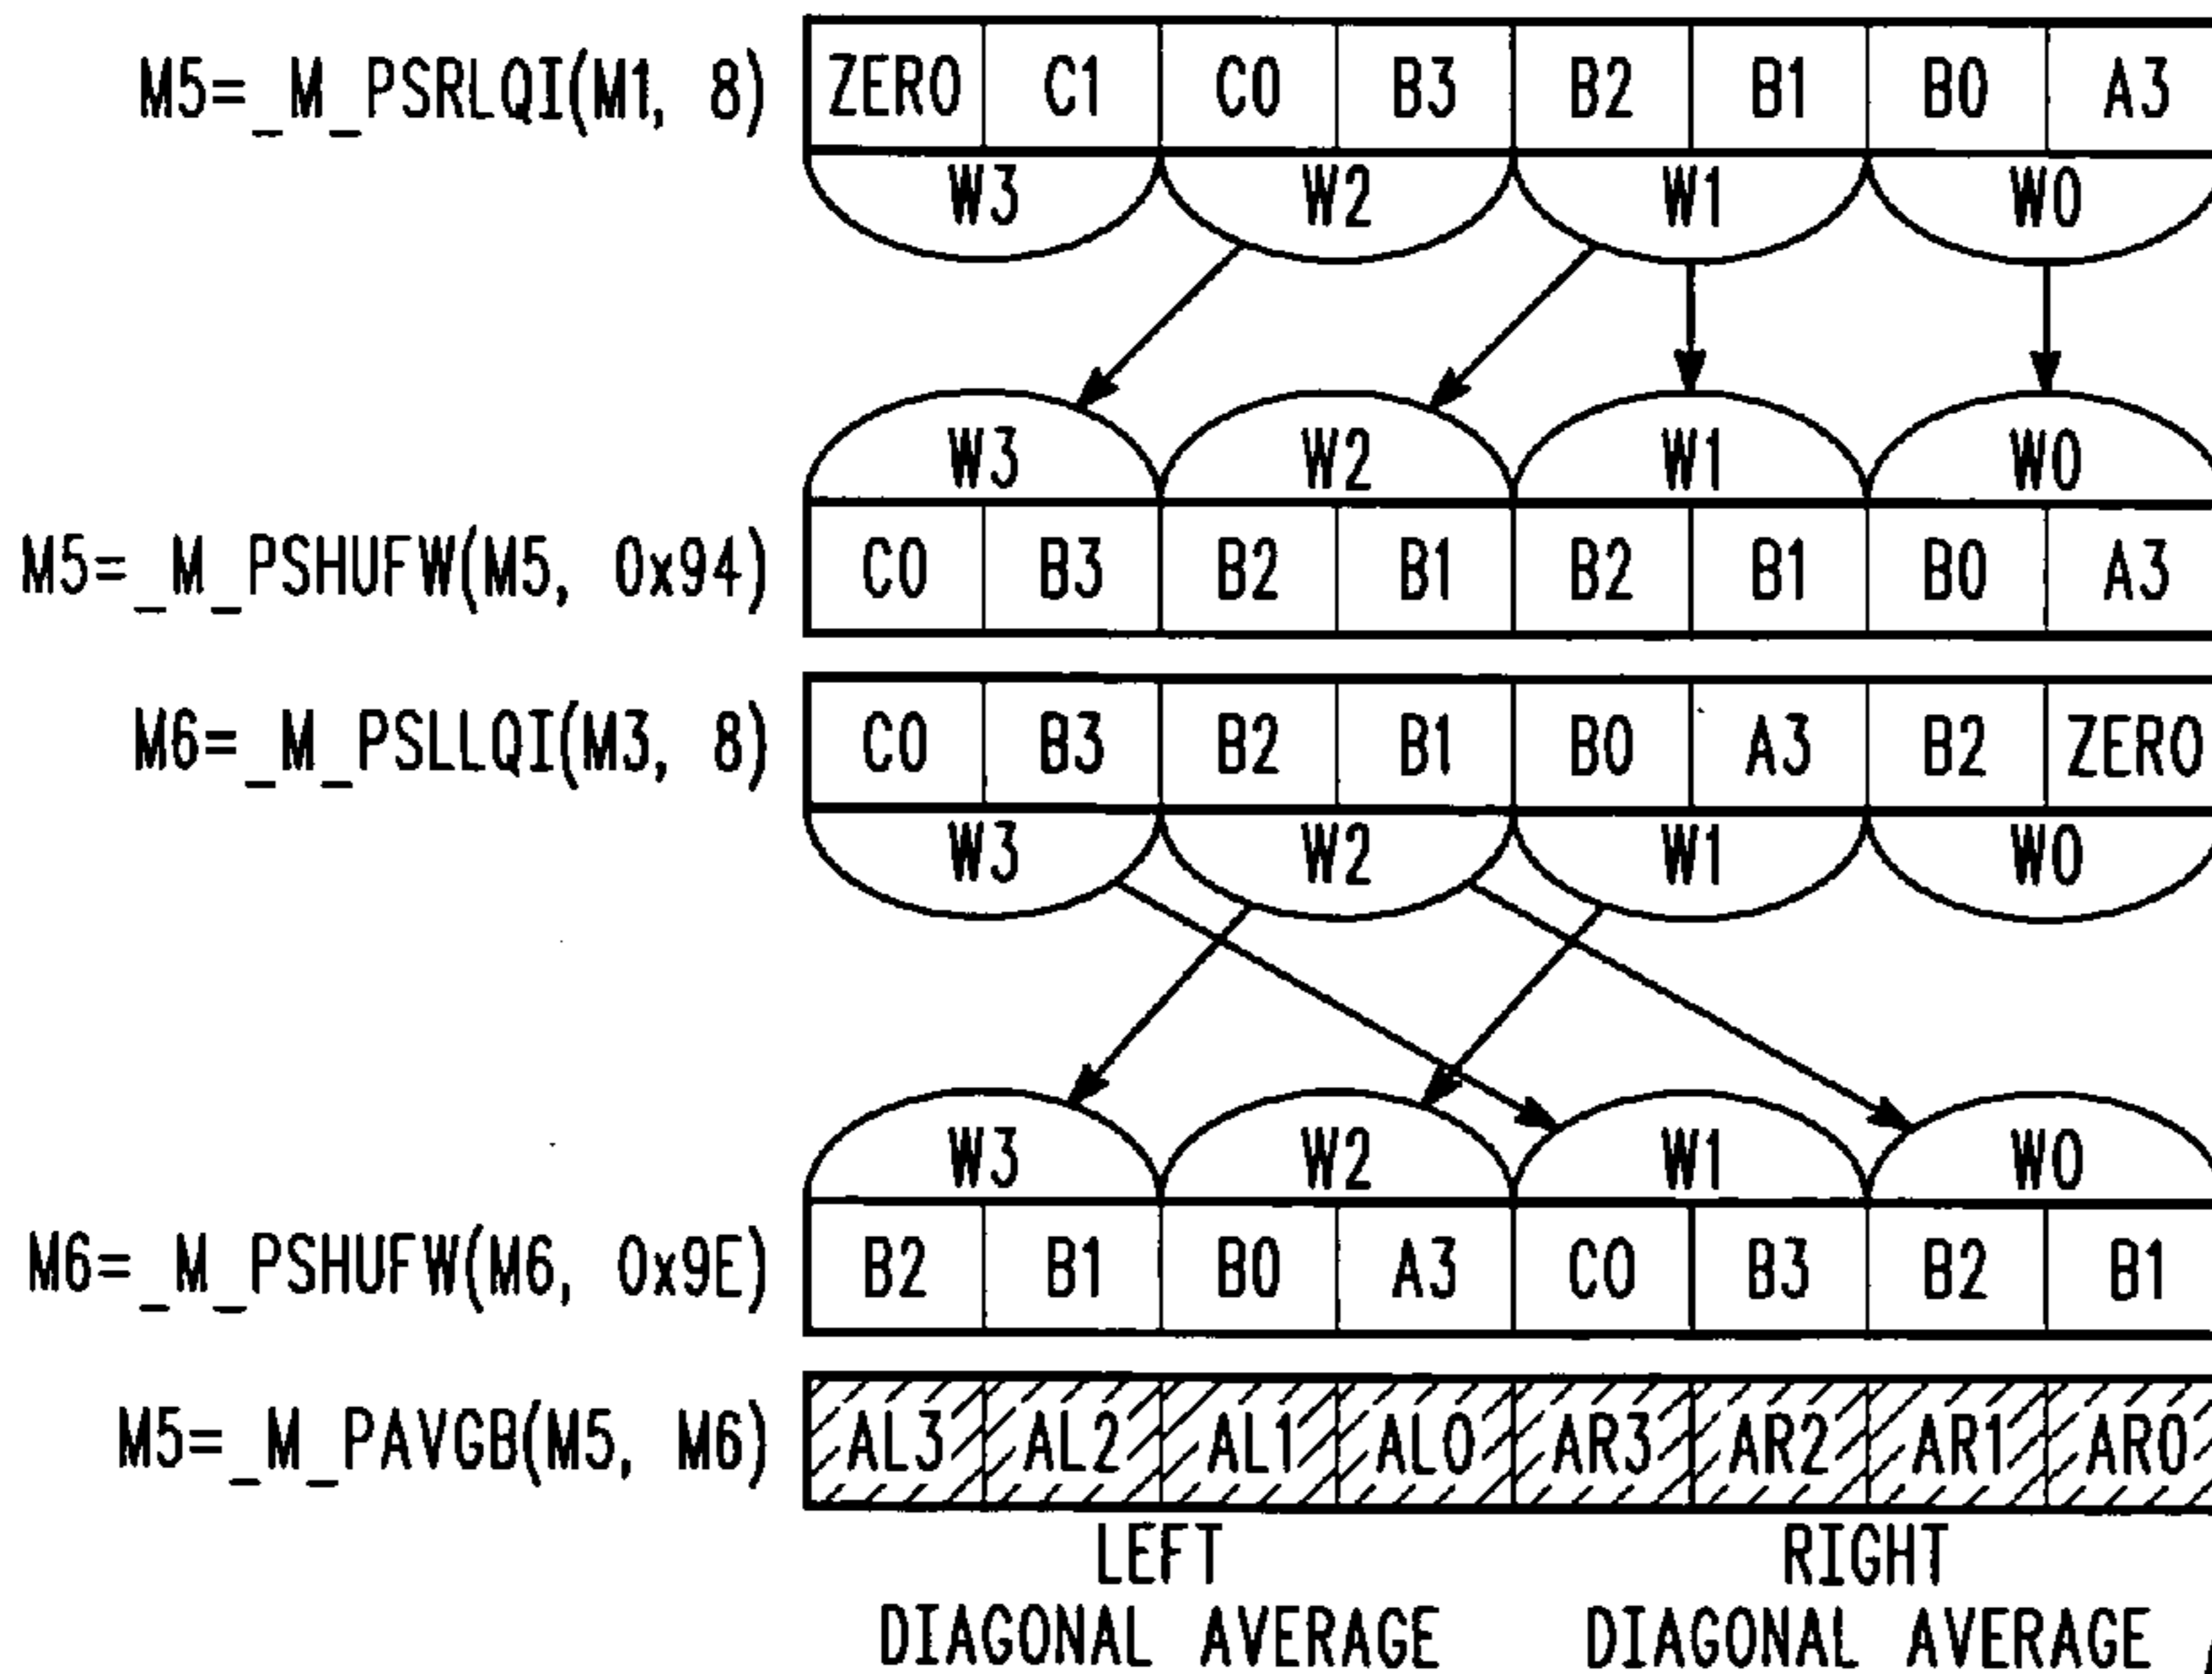 M5=_M_PSRLQI(M1, 8) ZERO C1 C0 B3 B2 B1 B0 A3
W3 W2 W1 W0
W3 W2 W1 W0
M5=_M_PSHUFW(M5, 0x94) C0 B3 B2 B1 B2 B1 B0 A3
M6=_M_PSLLQI(M3, 8) C0 B3 B2 B1 B0 A3 B2 ZERO
W3 W2 W1 W0
W3 W2 W1 W0
M6=_M_PSHUFW(M6, 0x9E) B2 B1 B0 A3 C0 B3 B2 B1
M5=_M_PAVGB(M5, M6) AL3 AL2 AL1 AL0 AR3 AR2 AR1 AR0
LEFT RIGHT
DIAGONAL AVERAGE DIAGONAL AVERAGE